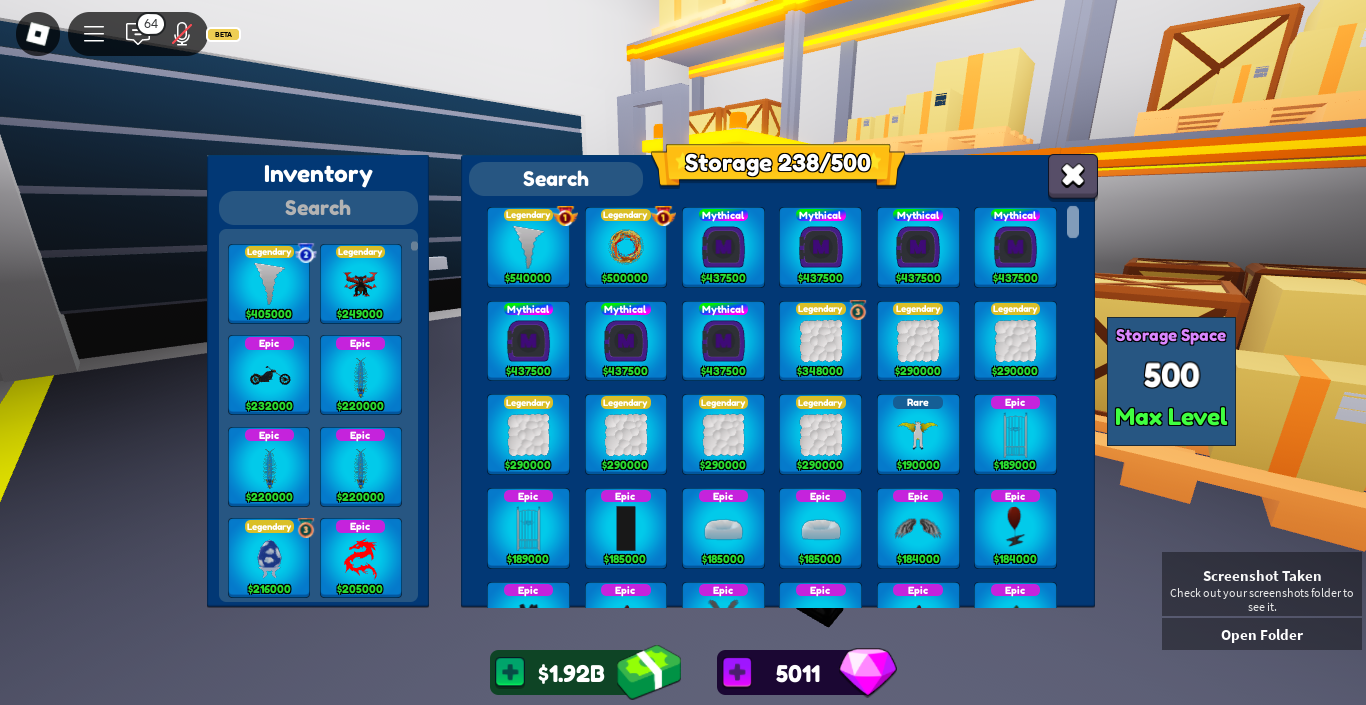 64
BETA
Inventory
Search
Legendary
2
$405000
Legendary
$249000
Epic
$232000
Epic
$220000
Epic
$220000
Epic
$220000
Legendary
3
$216000
Epic
$205000
Storage 238/500
Search
Legendary
1
$540000
Legendary
1
$500000
Mythical
M
$437500
Mythical
M
$437500
Mythical
M
$437500
Mythical
M
$437500
Mythical
M
$437500
Mythical
M
$437500
Mythical
M
$437500
Legendary
3
$348000
Legendary
$290000
Legendary
$290000
Legendary
$290000
Legendary
$290000
Legendary
$290000
Legendary
$290000
Rare
$190000
Epic
$189000
Epic
$189000
Epic
$185000
Epic
$185000
Epic
$185000
Epic
$184000
Epic
$184000
Epic
Epic
Epic
Epic
Epic
Epic
Storage Space
500
Max Level
Screenshot Taken
Check out your screenshots folder to
see it.
Open Folder
$1.92B
5011